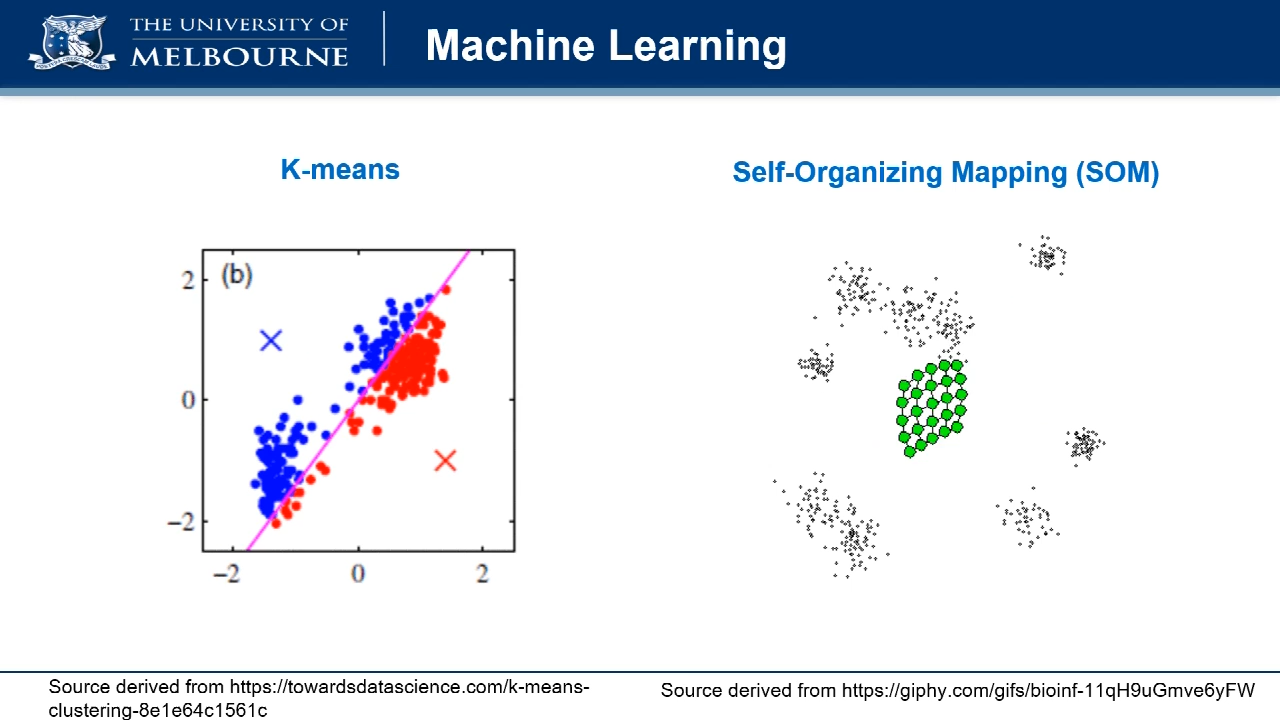 THE UNIVERSITY OF
MELBOURNE
Machine Learning
K-means
Self-Organizing Mapping (SOM)
(b)
2
0
−2
−2
0
2
Source derived from https://towardsdatascience.com/k-means-
clustering-8e1e64c1561c
Source derived from https://giphy.com/gifs/bioinf-11qH9uGmve6yFW